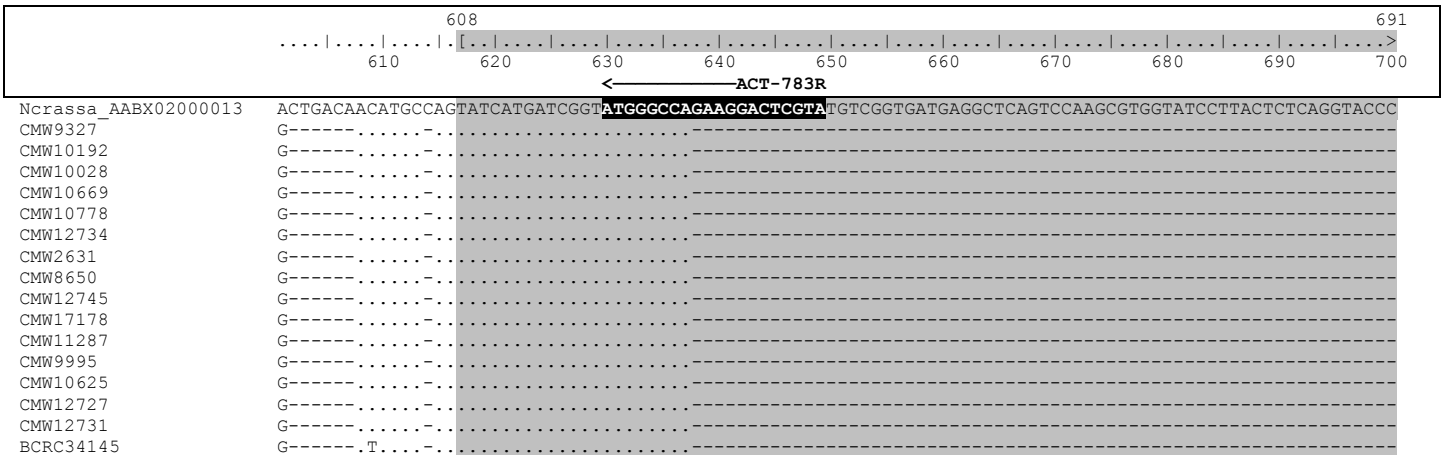 608 691
....|....|....|.[..|....|....|....|....|....|....|....|....|....|....|....|....|....|....|....>
610 620 630 640 650 660 670 680 690 700
<———————————ACT-783R
Ncrassa_AABX02000013 ACTGACAACATGCCAGTATCATGATCGGTATGGGCCAGAAGGACTCGTATGTCGGTGATGAGGCTCAGTCCAAGCGTGGTATCCTTACTCTCAGGTACCC
CMW9327 G------......-.......................---------------------------------------------------------------
CMW10192 G------......-.......................---------------------------------------------------------------
CMW10028 G------......-.......................---------------------------------------------------------------
CMW10669 G------......-.......................---------------------------------------------------------------
CMW10778 G------......-.......................---------------------------------------------------------------
CMW12734 G------......-.......................---------------------------------------------------------------
CMW2631 G------......-.......................---------------------------------------------------------------
CMW8650 G------......-.......................---------------------------------------------------------------
CMW12745 G------......-.......................---------------------------------------------------------------
CMW17178 G------......-.......................---------------------------------------------------------------
CMW11287 G------......-.......................---------------------------------------------------------------
CMW9995 G------......-.......................---------------------------------------------------------------
CMW10625 G------......-.......................---------------------------------------------------------------
CMW12727 G------......-.......................---------------------------------------------------------------
CMW12731 G------......-.......................---------------------------------------------------------------
BCRC34145 G------.T....-.......................---------------------------------------------------------------